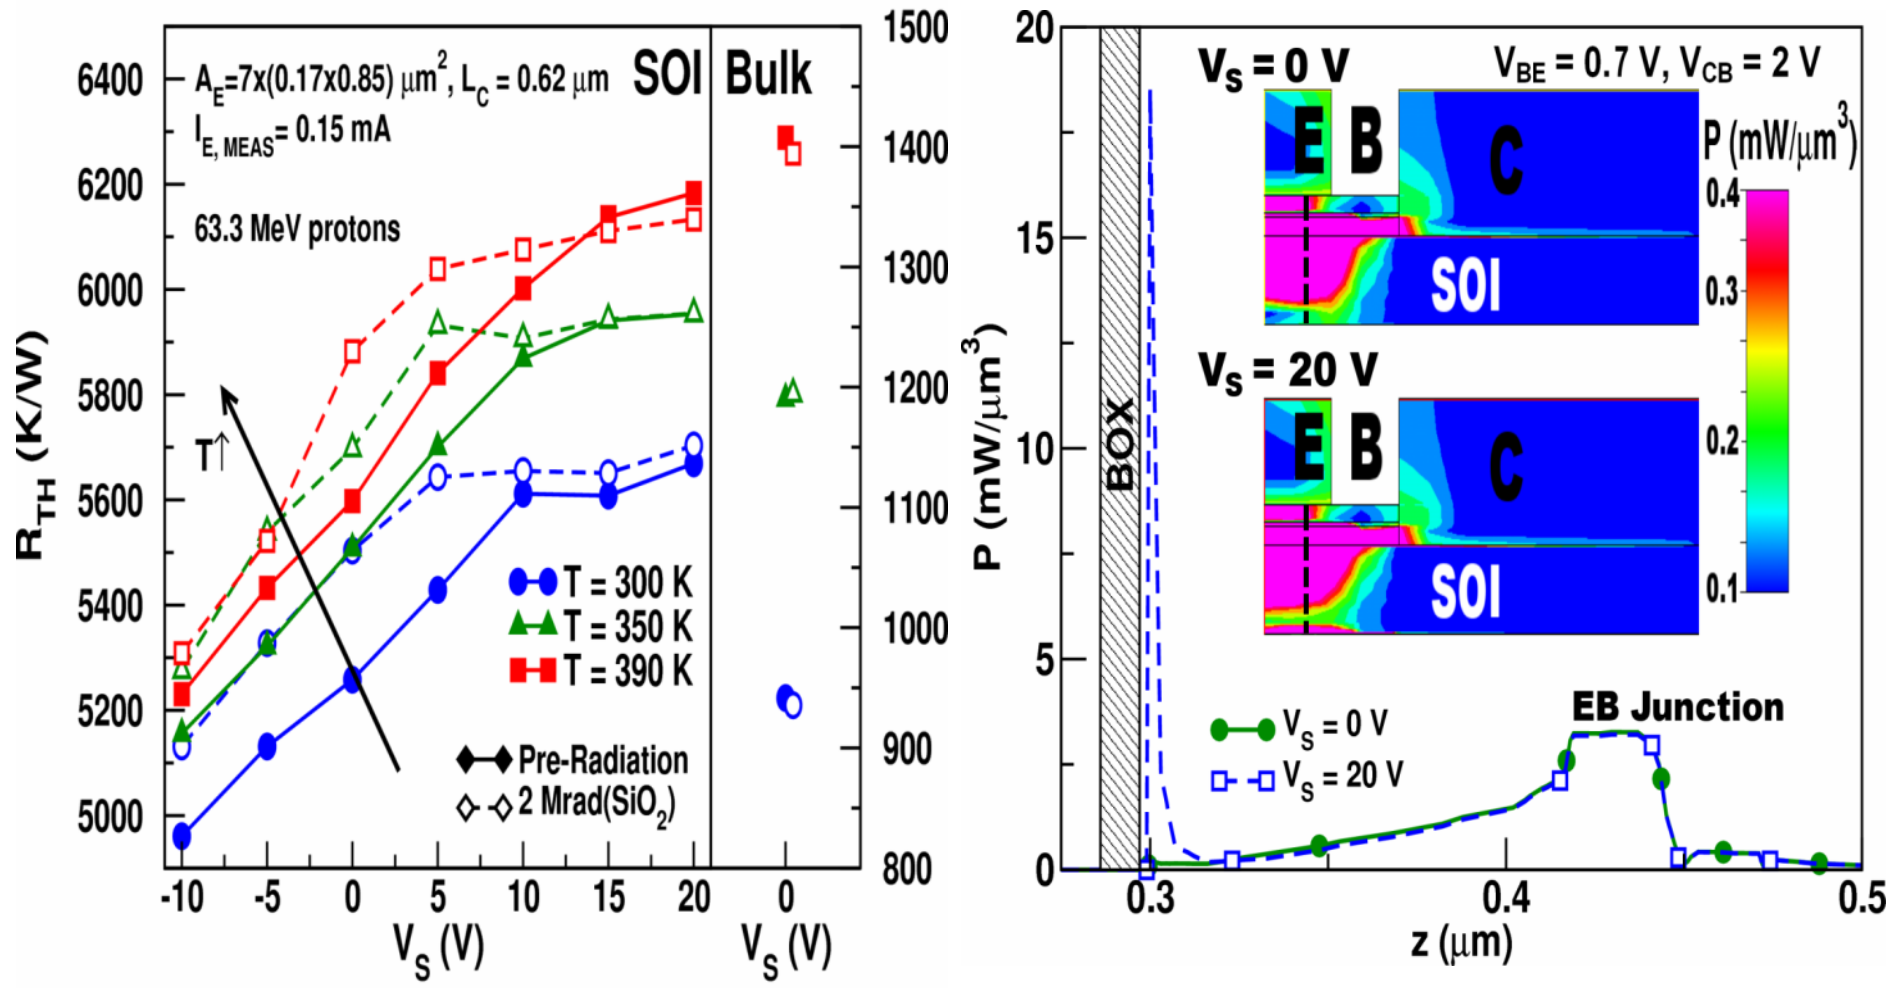 A_E=7x(0.17x0.85) μm², L_C = 0.62 μm
I_E, MEAS = 0.15 mA
63.3 MeV protons
SOI
Bulk
T↑
T = 300 K
T = 350 K
T = 390 K
Pre-Radiation
2 Mrad(SiO₂)
R_TH (K/W)
6400
6200
6000
5800
5600
5400
5200
5000
-10
-5
0
5
10
15
20
0
V_S (V)
V_S (V)
1500
1400
1300
1200
1100
1000
900
800
P (mW/μm³)
20
15
10
5
0
BOX
V_S = 0 V
V_BE = 0.7 V, V_CB = 2 V
E
B
C
SOI
P (mW/μm³)
0.4
0.3
0.2
0.1
V_S = 20 V
E
B
C
SOI
EB Junction
V_S = 0 V
V_S = 20 V
0.3
0.4
0.5
z (μm)